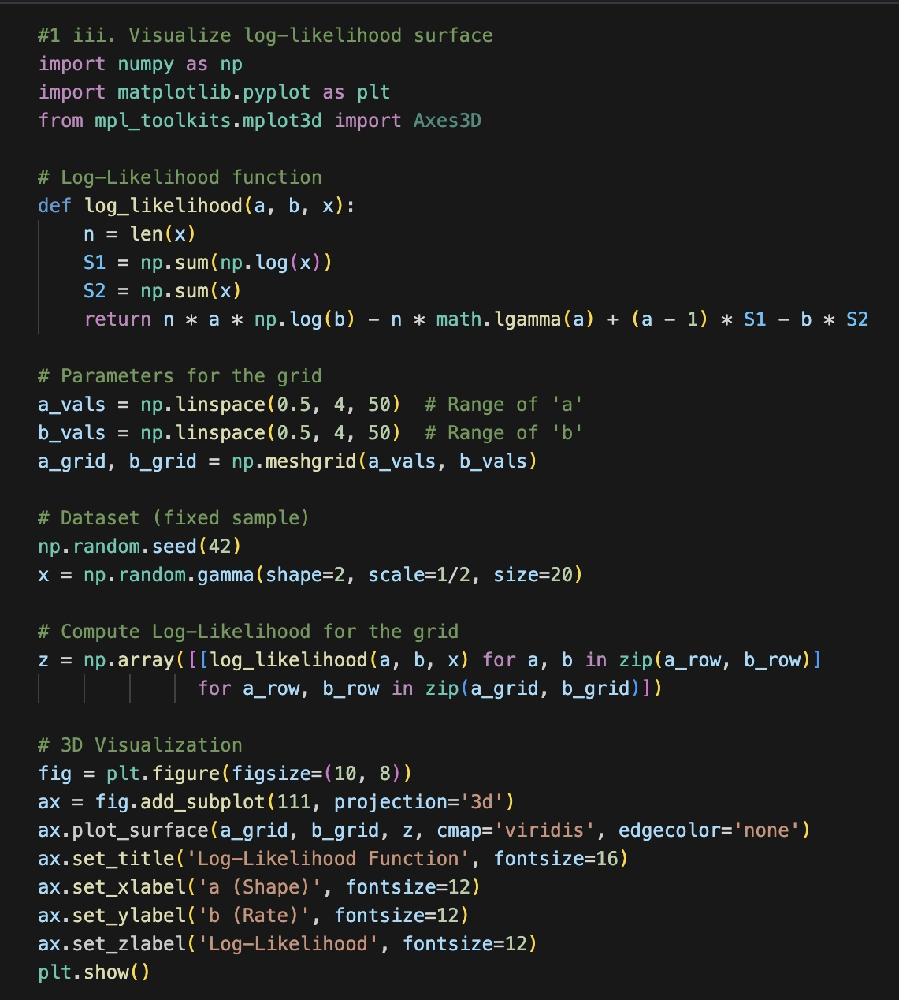 #1 iii. Visualize log-likelihood surface
import numpy as np
import matplotlib.pyplot as plt
from mpl_toolkits.mplot3d import Axes3D

# Log-Likelihood function
def log_likelihood(a, b, x):
    n = len(x)
    S1 = np.sum(np.log(x))
    S2 = np.sum(x)
    return n * a * np.log(b) - n * math.lgamma(a) + (a - 1) * S1 - b * S2

# Parameters for the grid
a_vals = np.linspace(0.5, 4, 50)  # Range of 'a'
b_vals = np.linspace(0.5, 4, 50)  # Range of 'b'
a_grid, b_grid = np.meshgrid(a_vals, b_vals)

# Dataset (fixed sample)
np.random.seed(42)
x = np.random.gamma(shape=2, scale=1/2, size=20)

# Compute Log-Likelihood for the grid
z = np.array([[log_likelihood(a, b, x) for a, b in zip(a_row, b_row)]
              for a_row, b_row in zip(a_grid, b_grid)])

# 3D Visualization
fig = plt.figure(figsize=(10, 8))
ax = fig.add_subplot(111, projection='3d')
ax.plot_surface(a_grid, b_grid, z, cmap='viridis', edgecolor='none')
ax.set_title('Log-Likelihood Function', fontsize=16)
ax.set_xlabel('a (Shape)', fontsize=12)
ax.set_ylabel('b (Rate)', fontsize=12)
ax.set_zlabel('Log-Likelihood', fontsize=12)
plt.show()